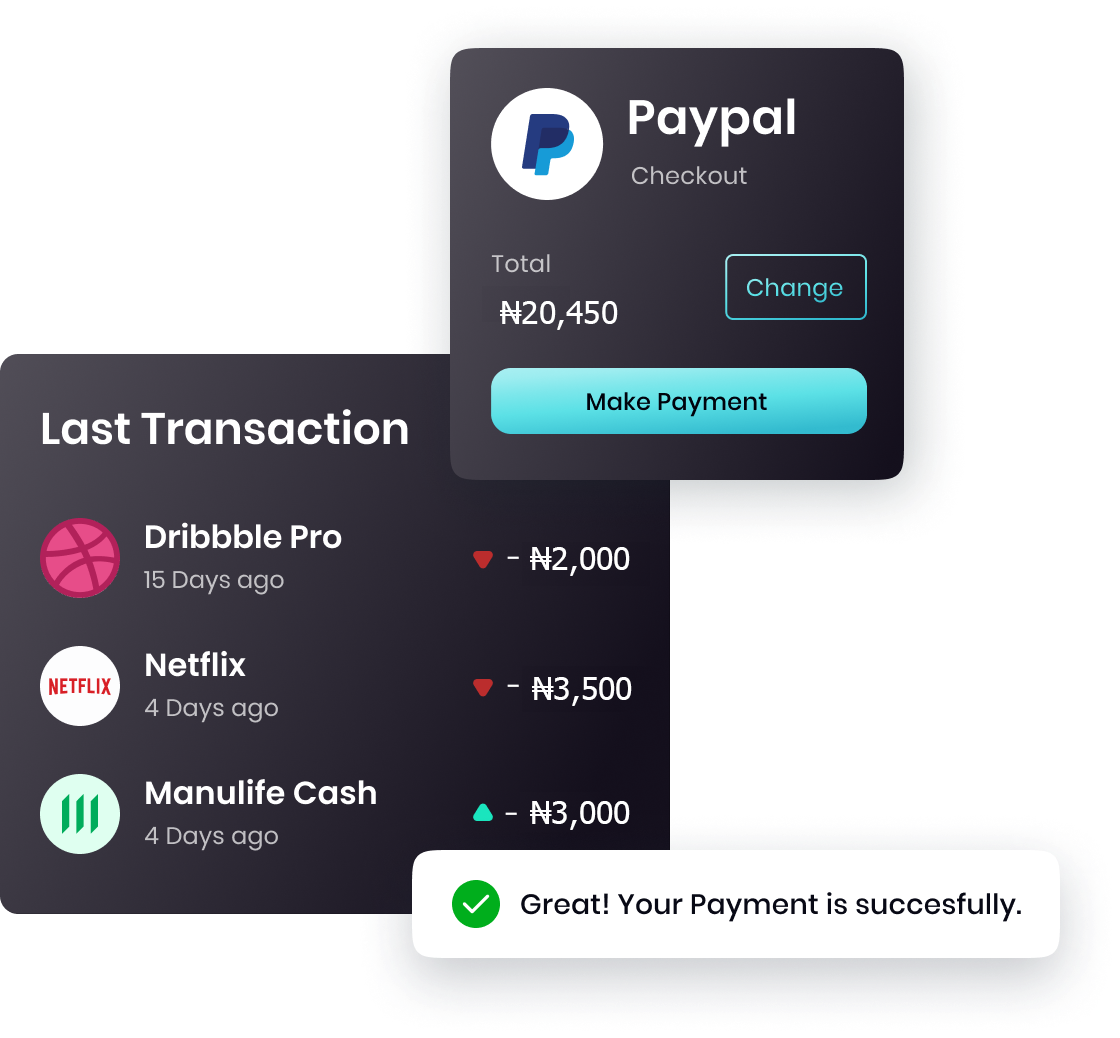 Paypal
Checkout
Total
₦20,450
Change
Make Payment
Last Transaction
Dribbble Pro
15 Days ago
- ₦2,000
NETFLIX
Netflix
4 Days ago
- ₦3,500
Manulife Cash
4 Days ago
- ₦3,000
Great! Your Payment is succesfully.